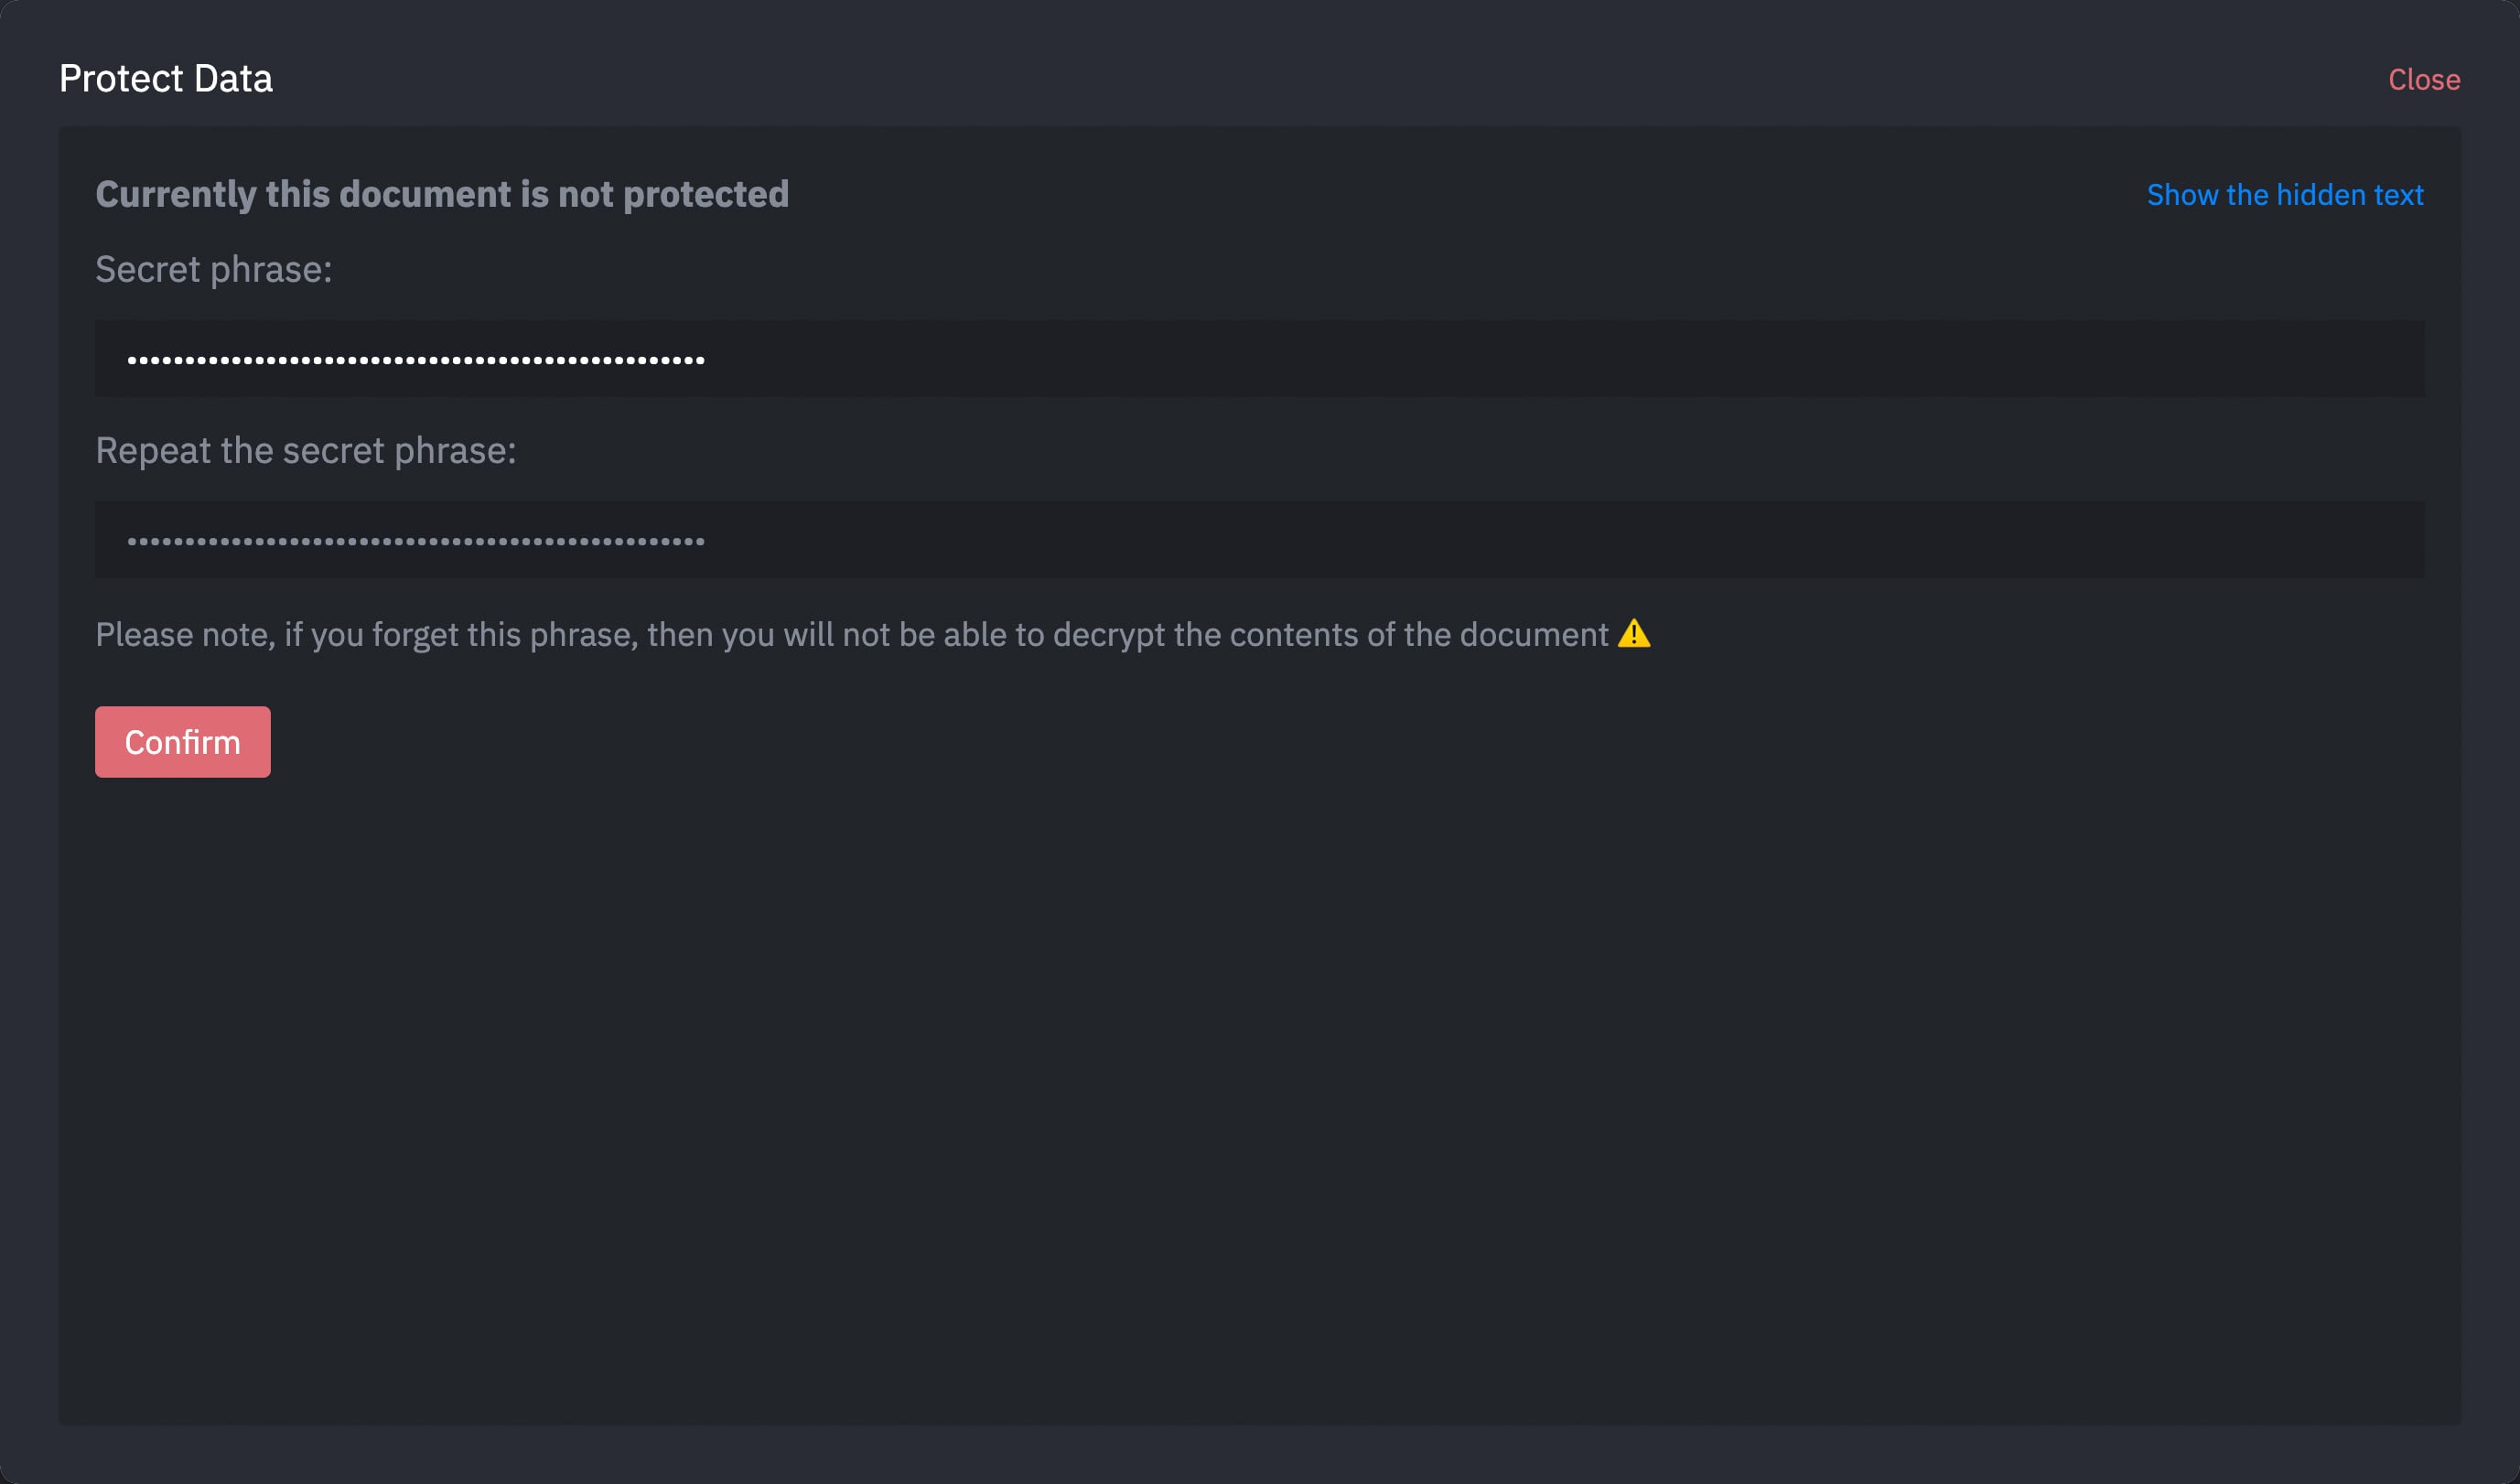 Protect Data
Close
Currently this document is not protected
Show the hidden text
Secret phrase:
••••••••••••••••••••••••••••••••••••••••••••••••••
Repeat the secret phrase:
••••••••••••••••••••••••••••••••••••••••••••••••••
Please note, if you forget this phrase, then you will not be able to decrypt the contents of the document ⚠️
Confirm